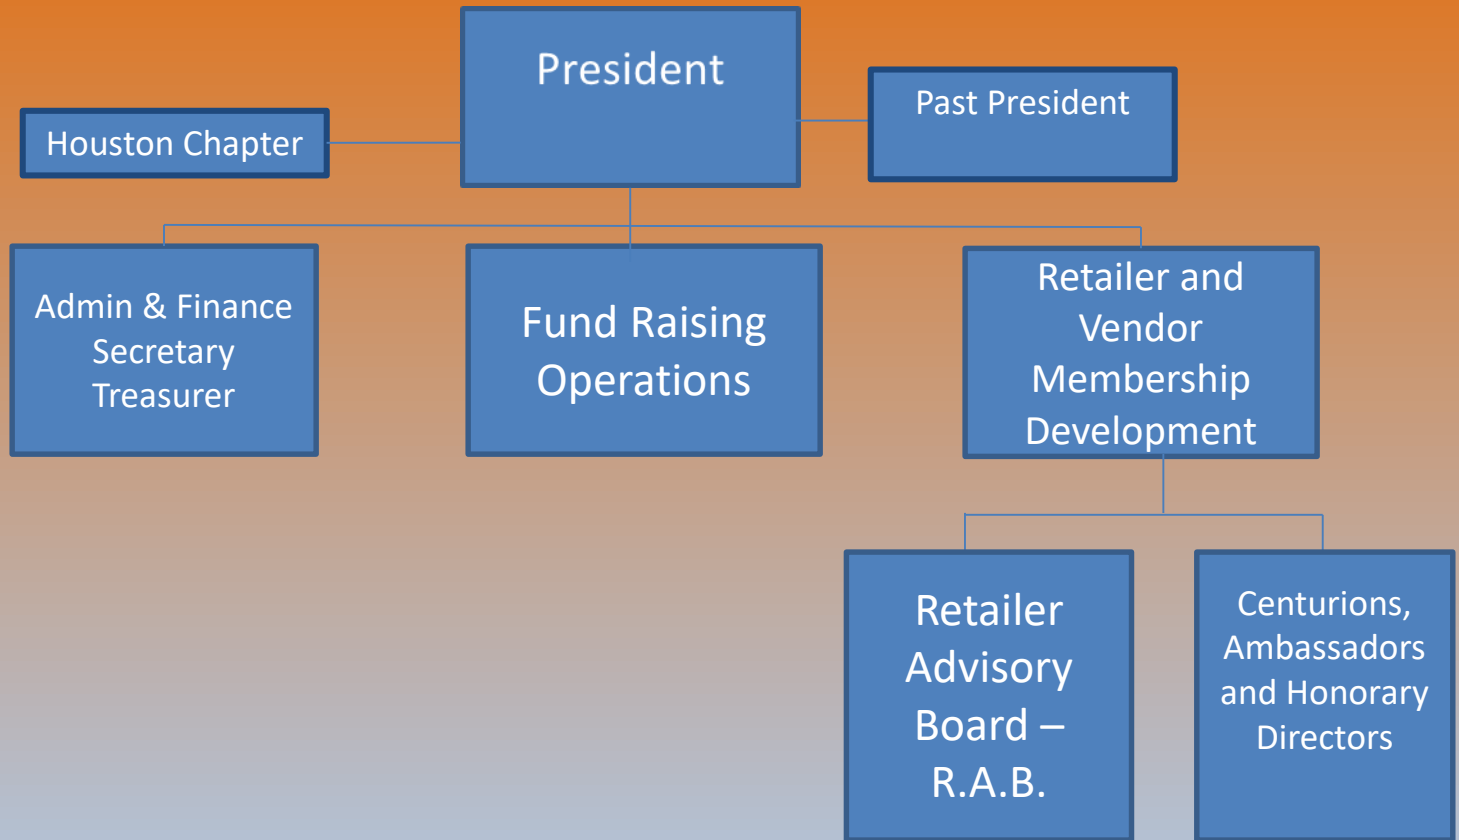 President
Past President
Houston Chapter
Admin & Finance
Secretary
Treasurer
Fund Raising
Operations
Retailer and
Vendor
Membership
Development
Retailer
Advisory
Board –
R.A.B.
Centurions,
Ambassadors
and Honorary
Directors